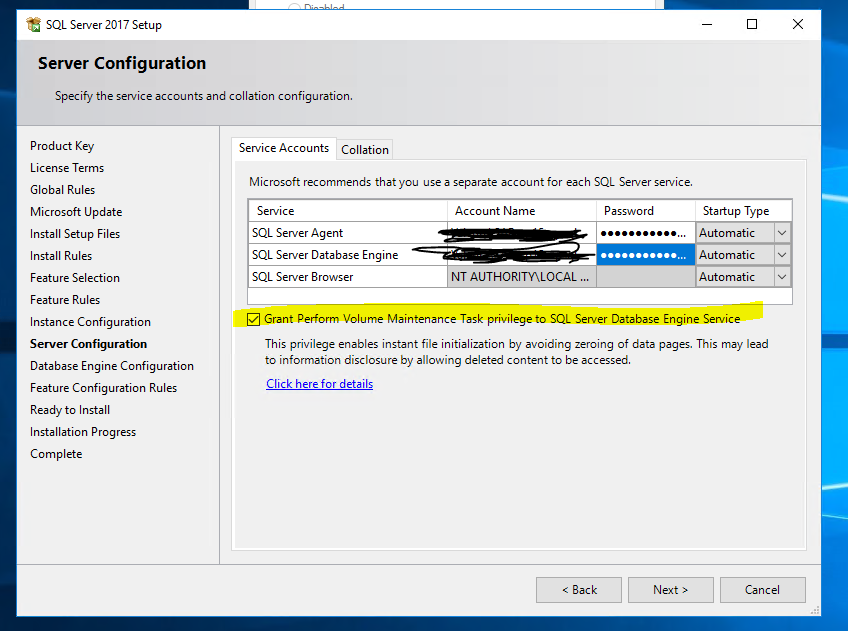 Disabled
SQL Server 2017 Setup
Server Configuration
Specify the service accounts and collation configuration.
Product Key
License Terms
Global Rules
Microsoft Update
Install Setup Files
Install Rules
Feature Selection
Feature Rules
Instance Configuration
Server Configuration
Database Engine Configuration
Feature Configuration Rules
Ready to Install
Installation Progress
Complete
Service Accounts Collation
Microsoft recommends that you use a separate account for each SQL Server service.
Service Account Name Password Startup Type
SQL Server Agent ●●●●●●●●●●●... Automatic
SQL Server Database Engine ●●●●●●●●●●●... Automatic
SQL Server Browser NT AUTHORITY\LOCAL ... Automatic
Grant Perform Volume Maintenance Task privilege to SQL Server Database Engine Service
This privilege enables instant file initialization by avoiding zeroing of data pages. This may lead
to information disclosure by allowing deleted content to be accessed.
Click here for details
< Back Next > Cancel